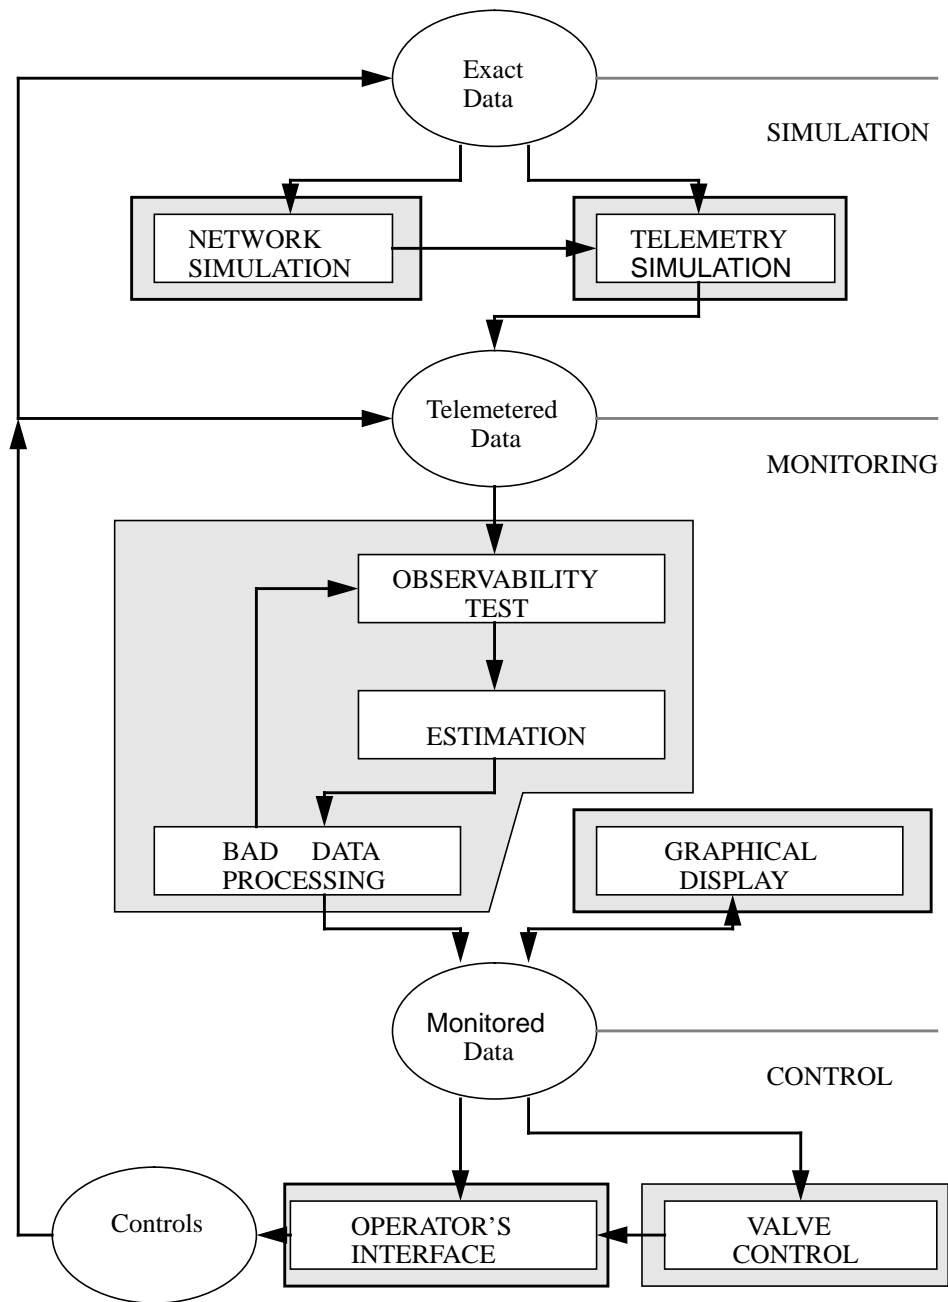 Exact
Data
SIMULATION
NETWORK
SIMULATION
TELEMETRY
SIMULATION
Telemetered
Data
MONITORING
OBSERVABILITY
TEST
ESTIMATION
BAD DATA
PROCESSING
GRAPHICAL
DISPLAY
Monitored
Data
CONTROL
Controls
OPERATOR'S
INTERFACE
VALVE
CONTROL